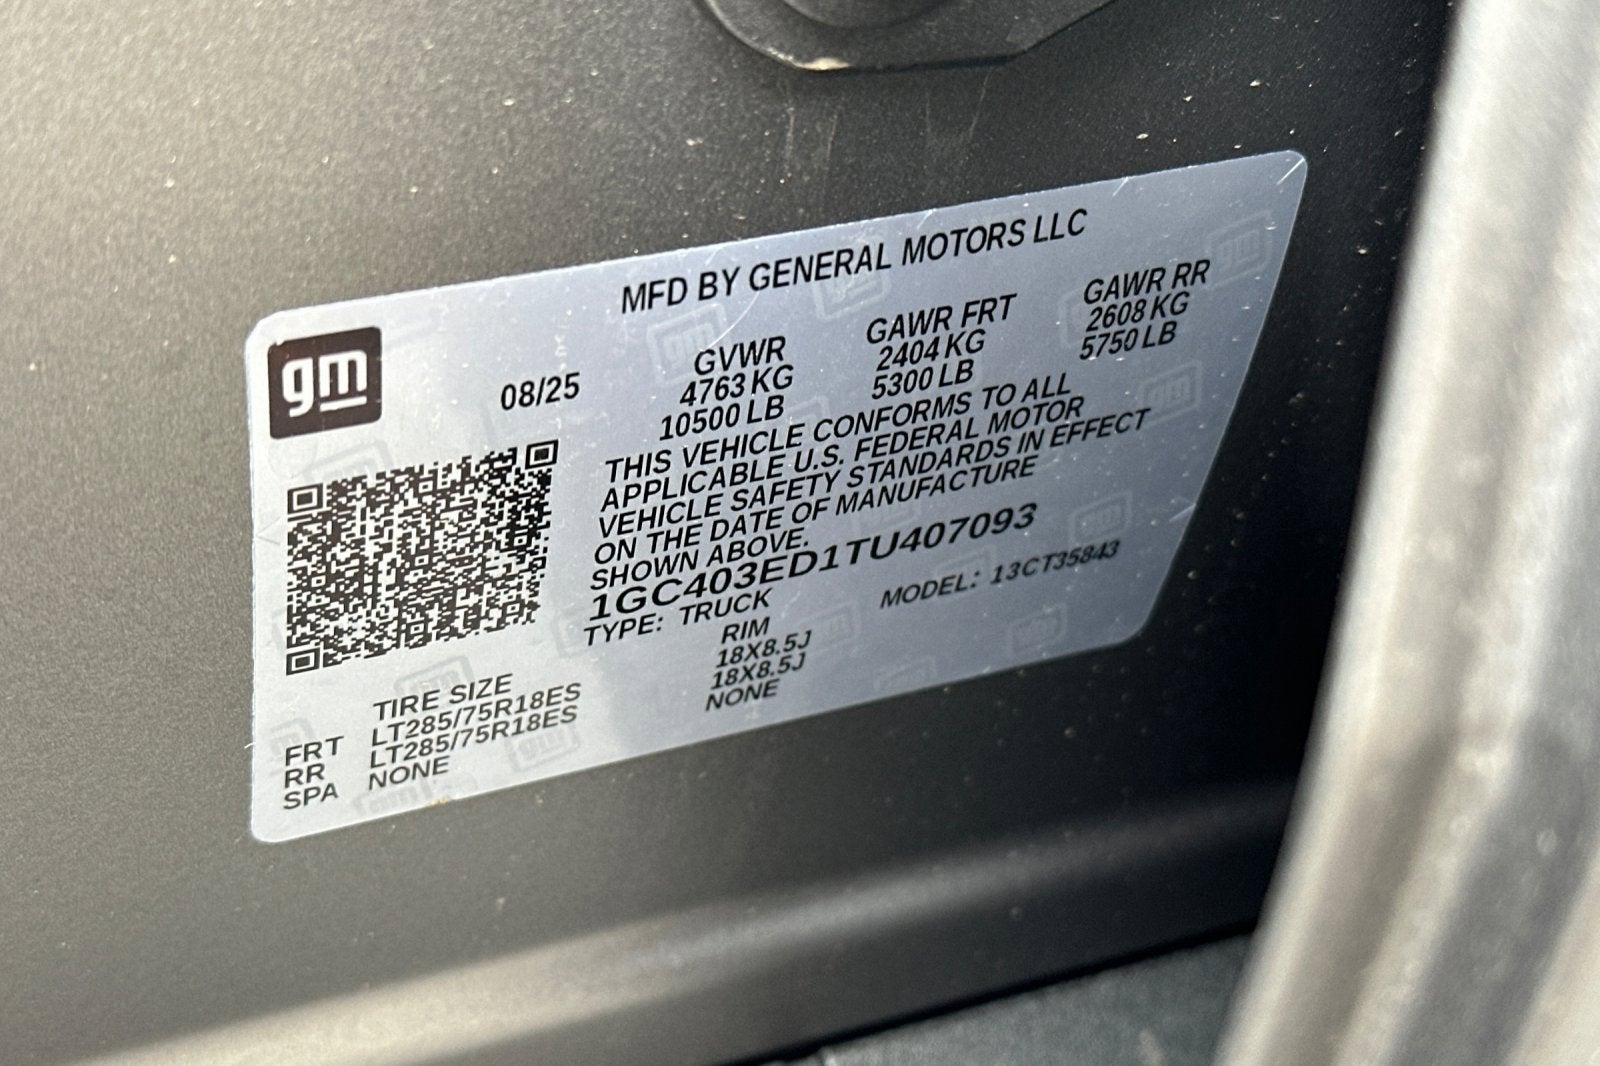 MFD BY GENERAL MOTORS LLC
gm
08/25
GVWR
4763 KG
10500 LB
GAWR FRT
2404 KG
5300 LB
GAWR RR
2608 KG
5750 LB
THIS VEHICLE CONFORMS TO ALL
APPLICABLE U.S. FEDERAL MOTOR
VEHICLE SAFETY STANDARDS IN EFFECT
ON THE DATE OF MANUFACTURE
SHOWN ABOVE.
1GC403ED1TU407093
TYPE: TRUCK MODEL: 13CT35843
TIRE SIZE RIM
FRT LT285/75R18ES 18X8.5J
RR LT285/75R18ES 18X8.5J
SPA NONE NONE